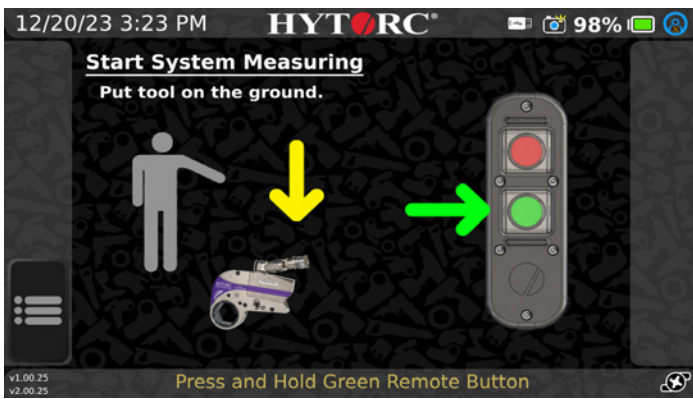 12/20/23 3:23 PM
HYTORC®
98%
Start System Measuring
Put tool on the ground.
v1.00.25
v2.00.25
Press and Hold Green Remote Button